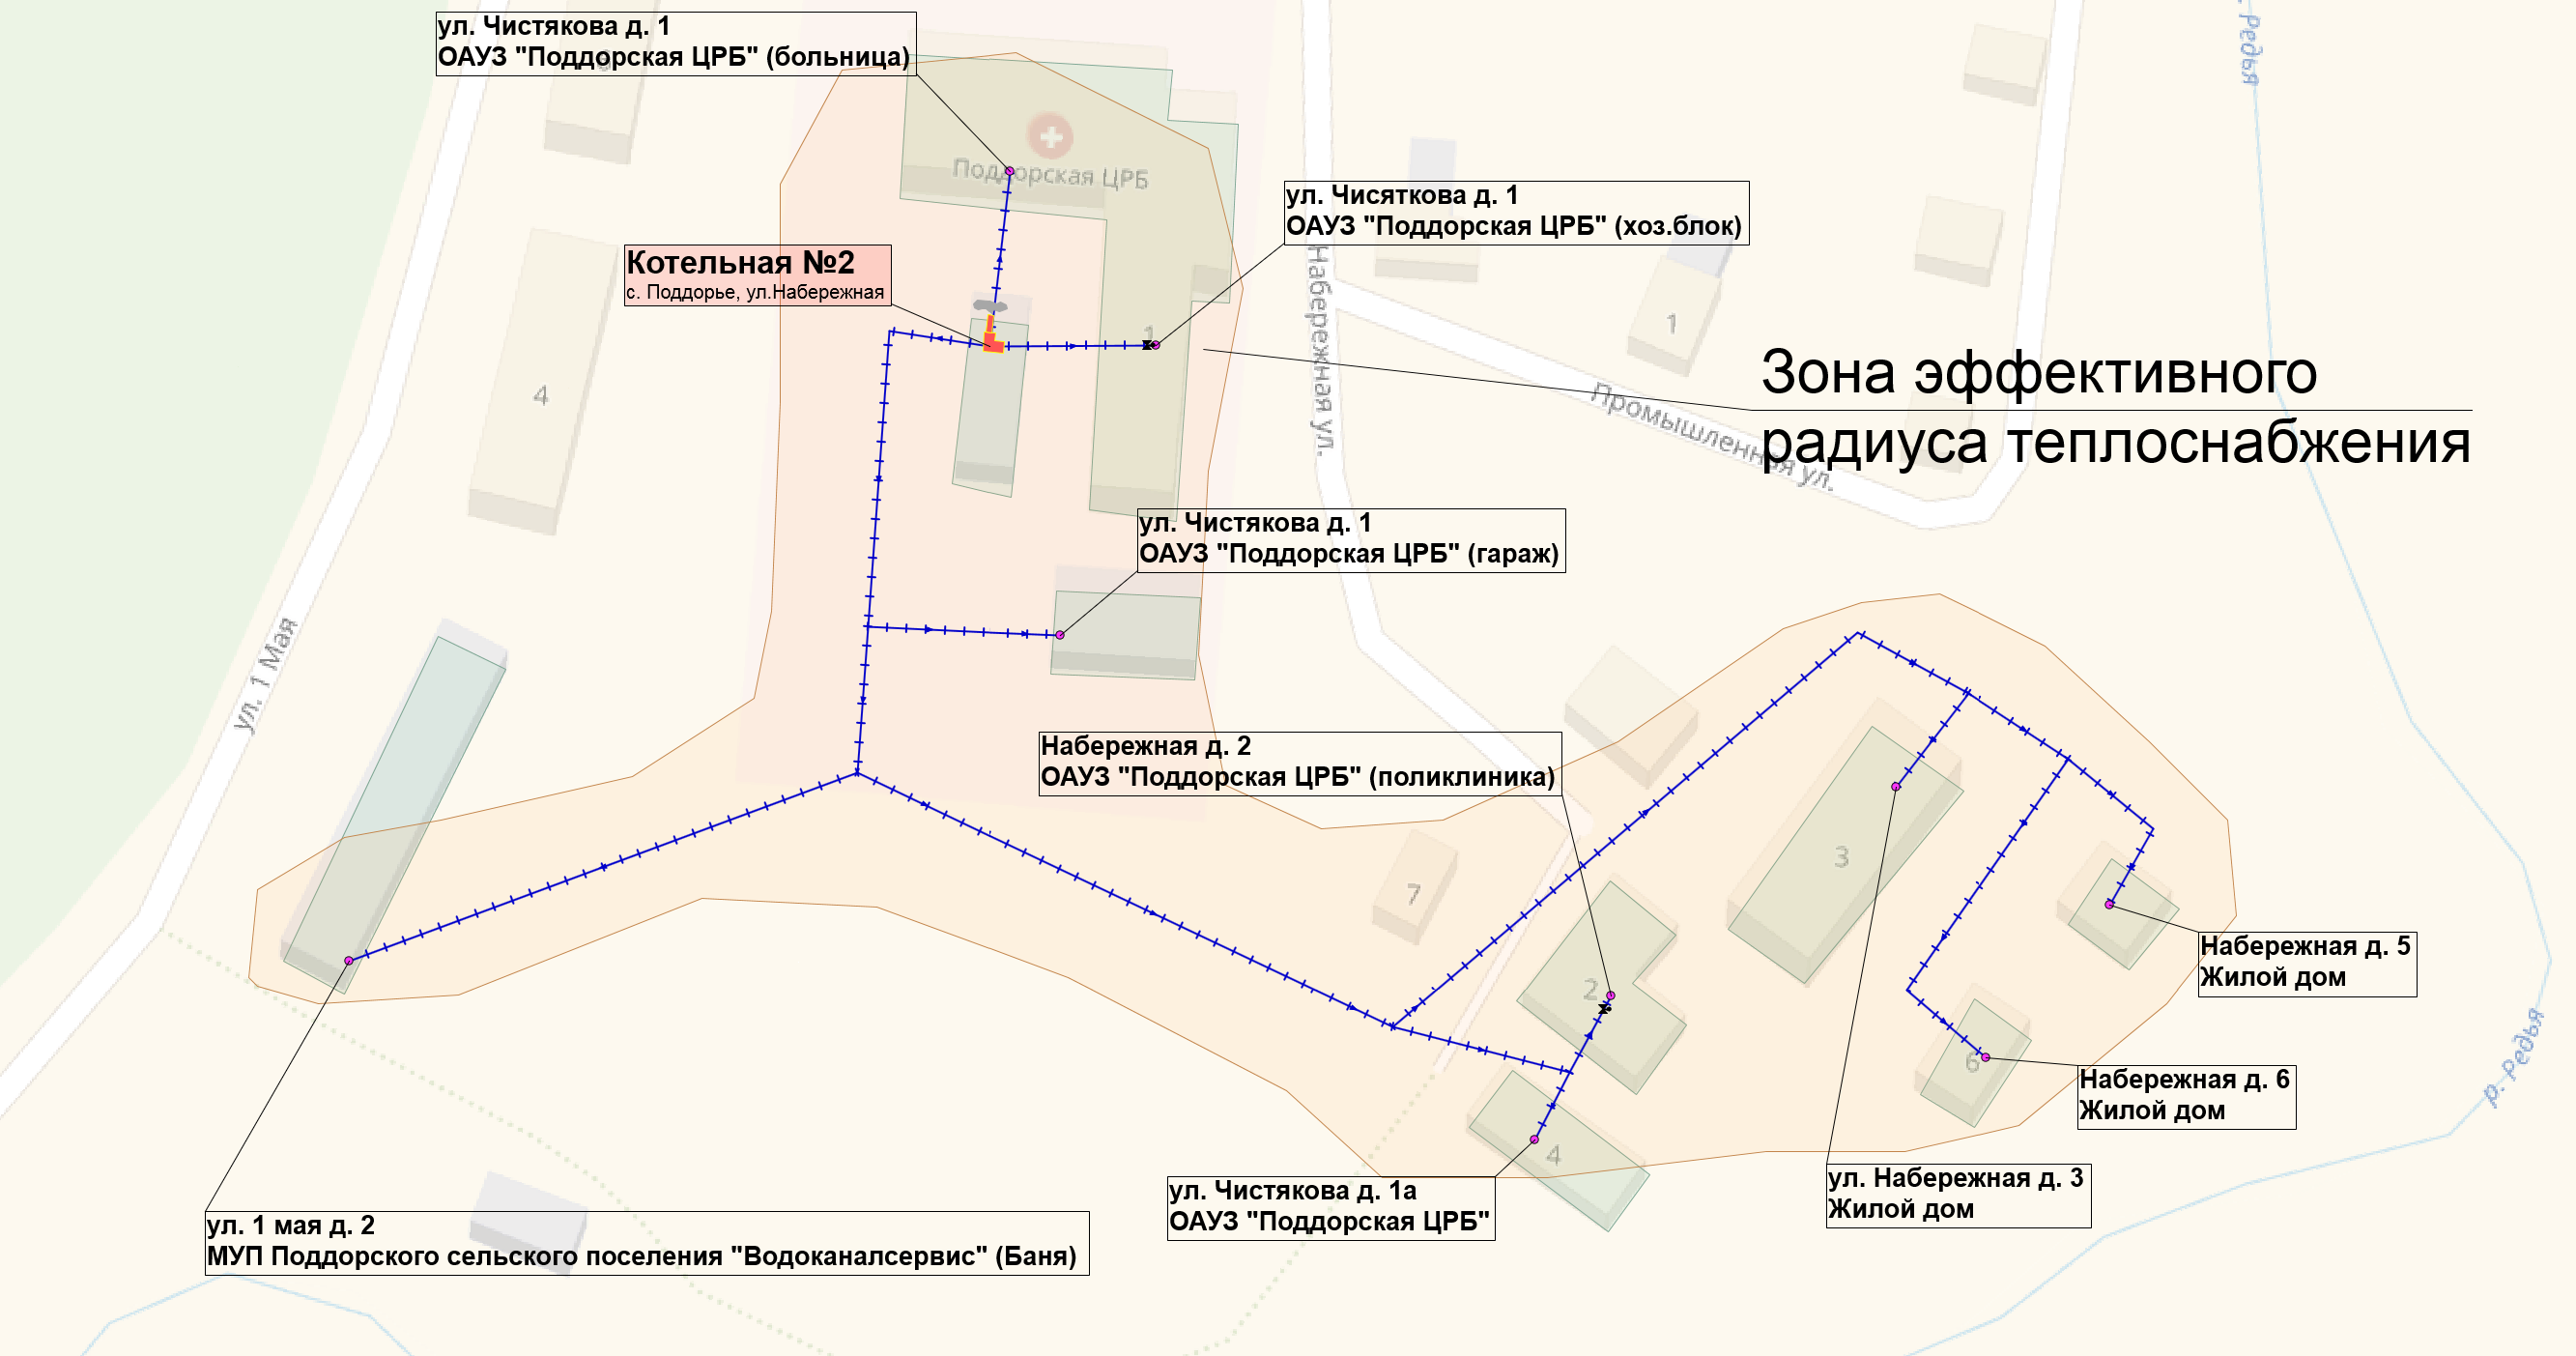 ул. Чистякова д. 1
ОАУЗ "Поддорская ЦРБ" (больница)
р. Редья
Поддорская ЦРБ
ул. Чисяткова д. 1
ОАУЗ "Поддорская ЦРБ" (хоз.блок)
Котельная №2
с. Поддорье, ул.Набережная
1
1
4
Набережная ул.
Промышленная ул.
Зона эффективного
радиуса теплоснабжения
ул. Чистякова д. 1
ОАУЗ "Поддорская ЦРБ" (гараж)
ул. 1 Мая
Набережная д. 2
ОАУЗ "Поддорская ЦРБ" (поликлиника)
7
3
2
6
4
Набережная д. 5
Жилой дом
р. Редья
Набережная д. 6
Жилой дом
ул. Набережная д. 3
Жилой дом
ул. Чистякова д. 1а
ОАУЗ "Поддорская ЦРБ"
ул. 1 мая д. 2
МУП Поддорского сельского поселения "Водоканалсервис" (Баня)